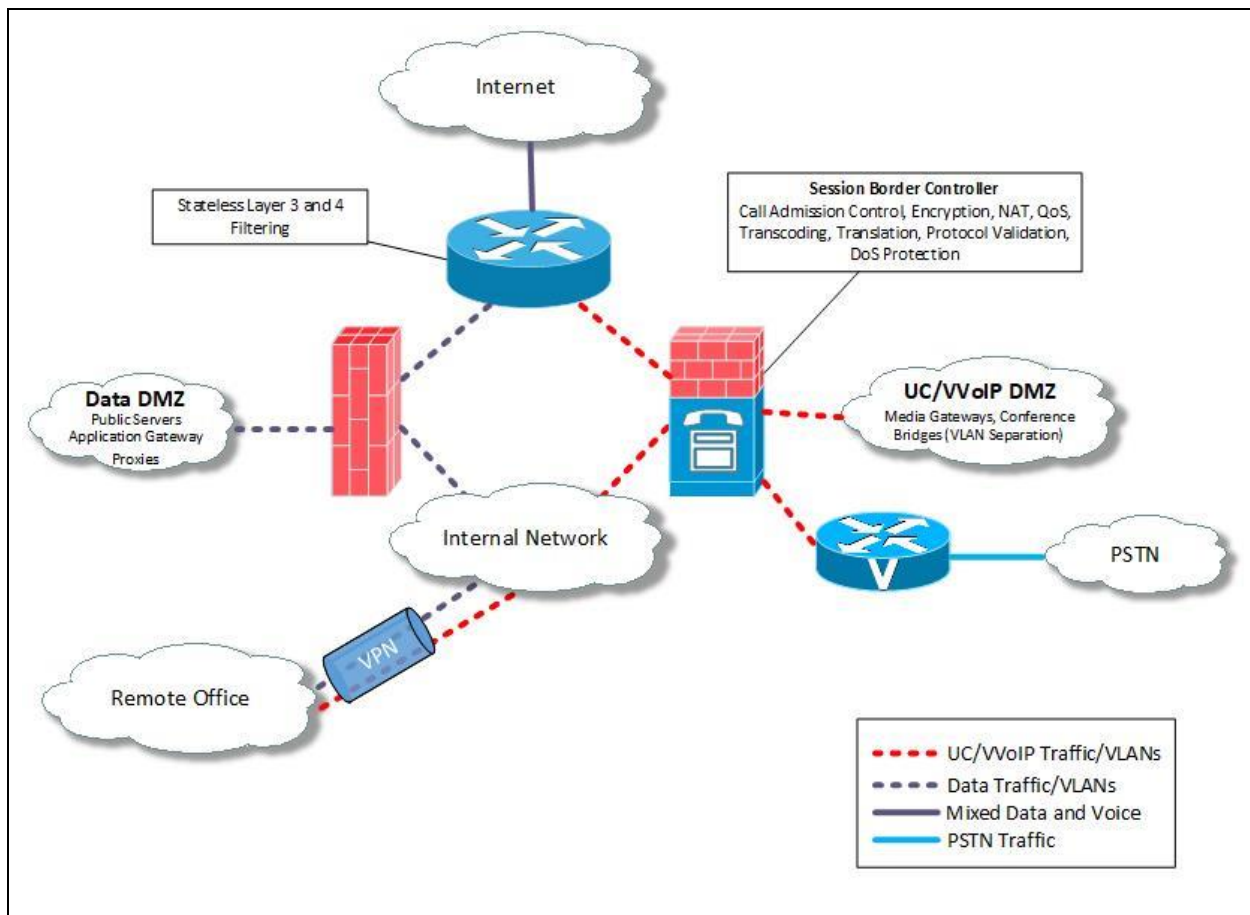 Internet
Stateless Layer 3 and 4
Filtering
Session Border Controller
Call Admission Control, Encryption, NAT, QoS,
Transcoding, Translation, Protocol Validation,
DoS Protection
Data DMZ
Public Servers
Application Gateway
Proxies
UC/VVoIP DMZ
Media Gateways, Conference
Bridges (VLAN Separation)
Internal Network
V
PSTN
VPN
Remote Office
UC/VVoIP Traffic/VLANs
Data Traffic/VLANs
Mixed Data and Voice
PSTN Traffic